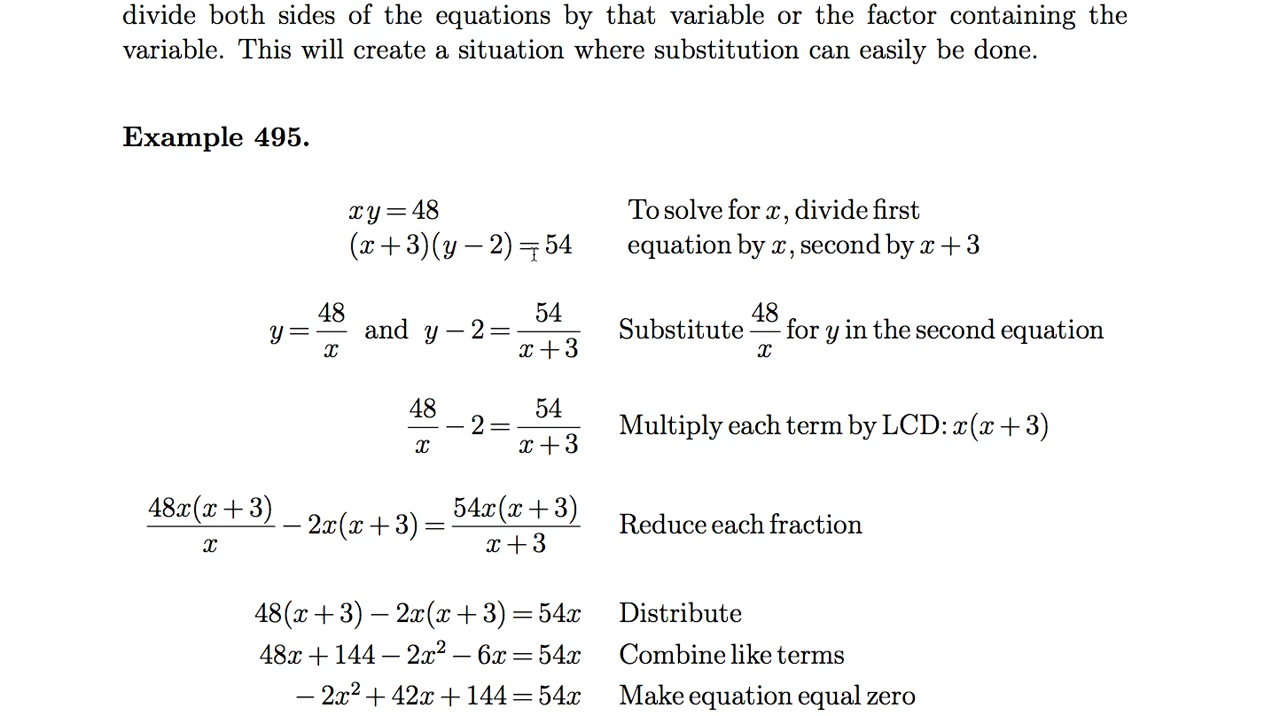 divide both sides of the equations by that variable or the factor containing the
variable. This will create a situation where substitution can easily be done.
Example 495.
xy = 48 To solve for x, divide first
(x + 3)(y − 2) = 54 equation by x, second by x + 3
y = 48/x and y − 2 = 54/(x + 3) Substitute 48/x for y in the second equation
48/x − 2 = 54/(x + 3) Multiply each term by LCD: x(x + 3)
48x(x + 3)/x − 2x(x + 3) = 54x(x + 3)/(x + 3) Reduce each fraction
48(x + 3) − 2x(x + 3) = 54x Distribute
48x + 144 − 2x² − 6x = 54x Combine like terms
− 2x² + 42x + 144 = 54x Make equation equal zero